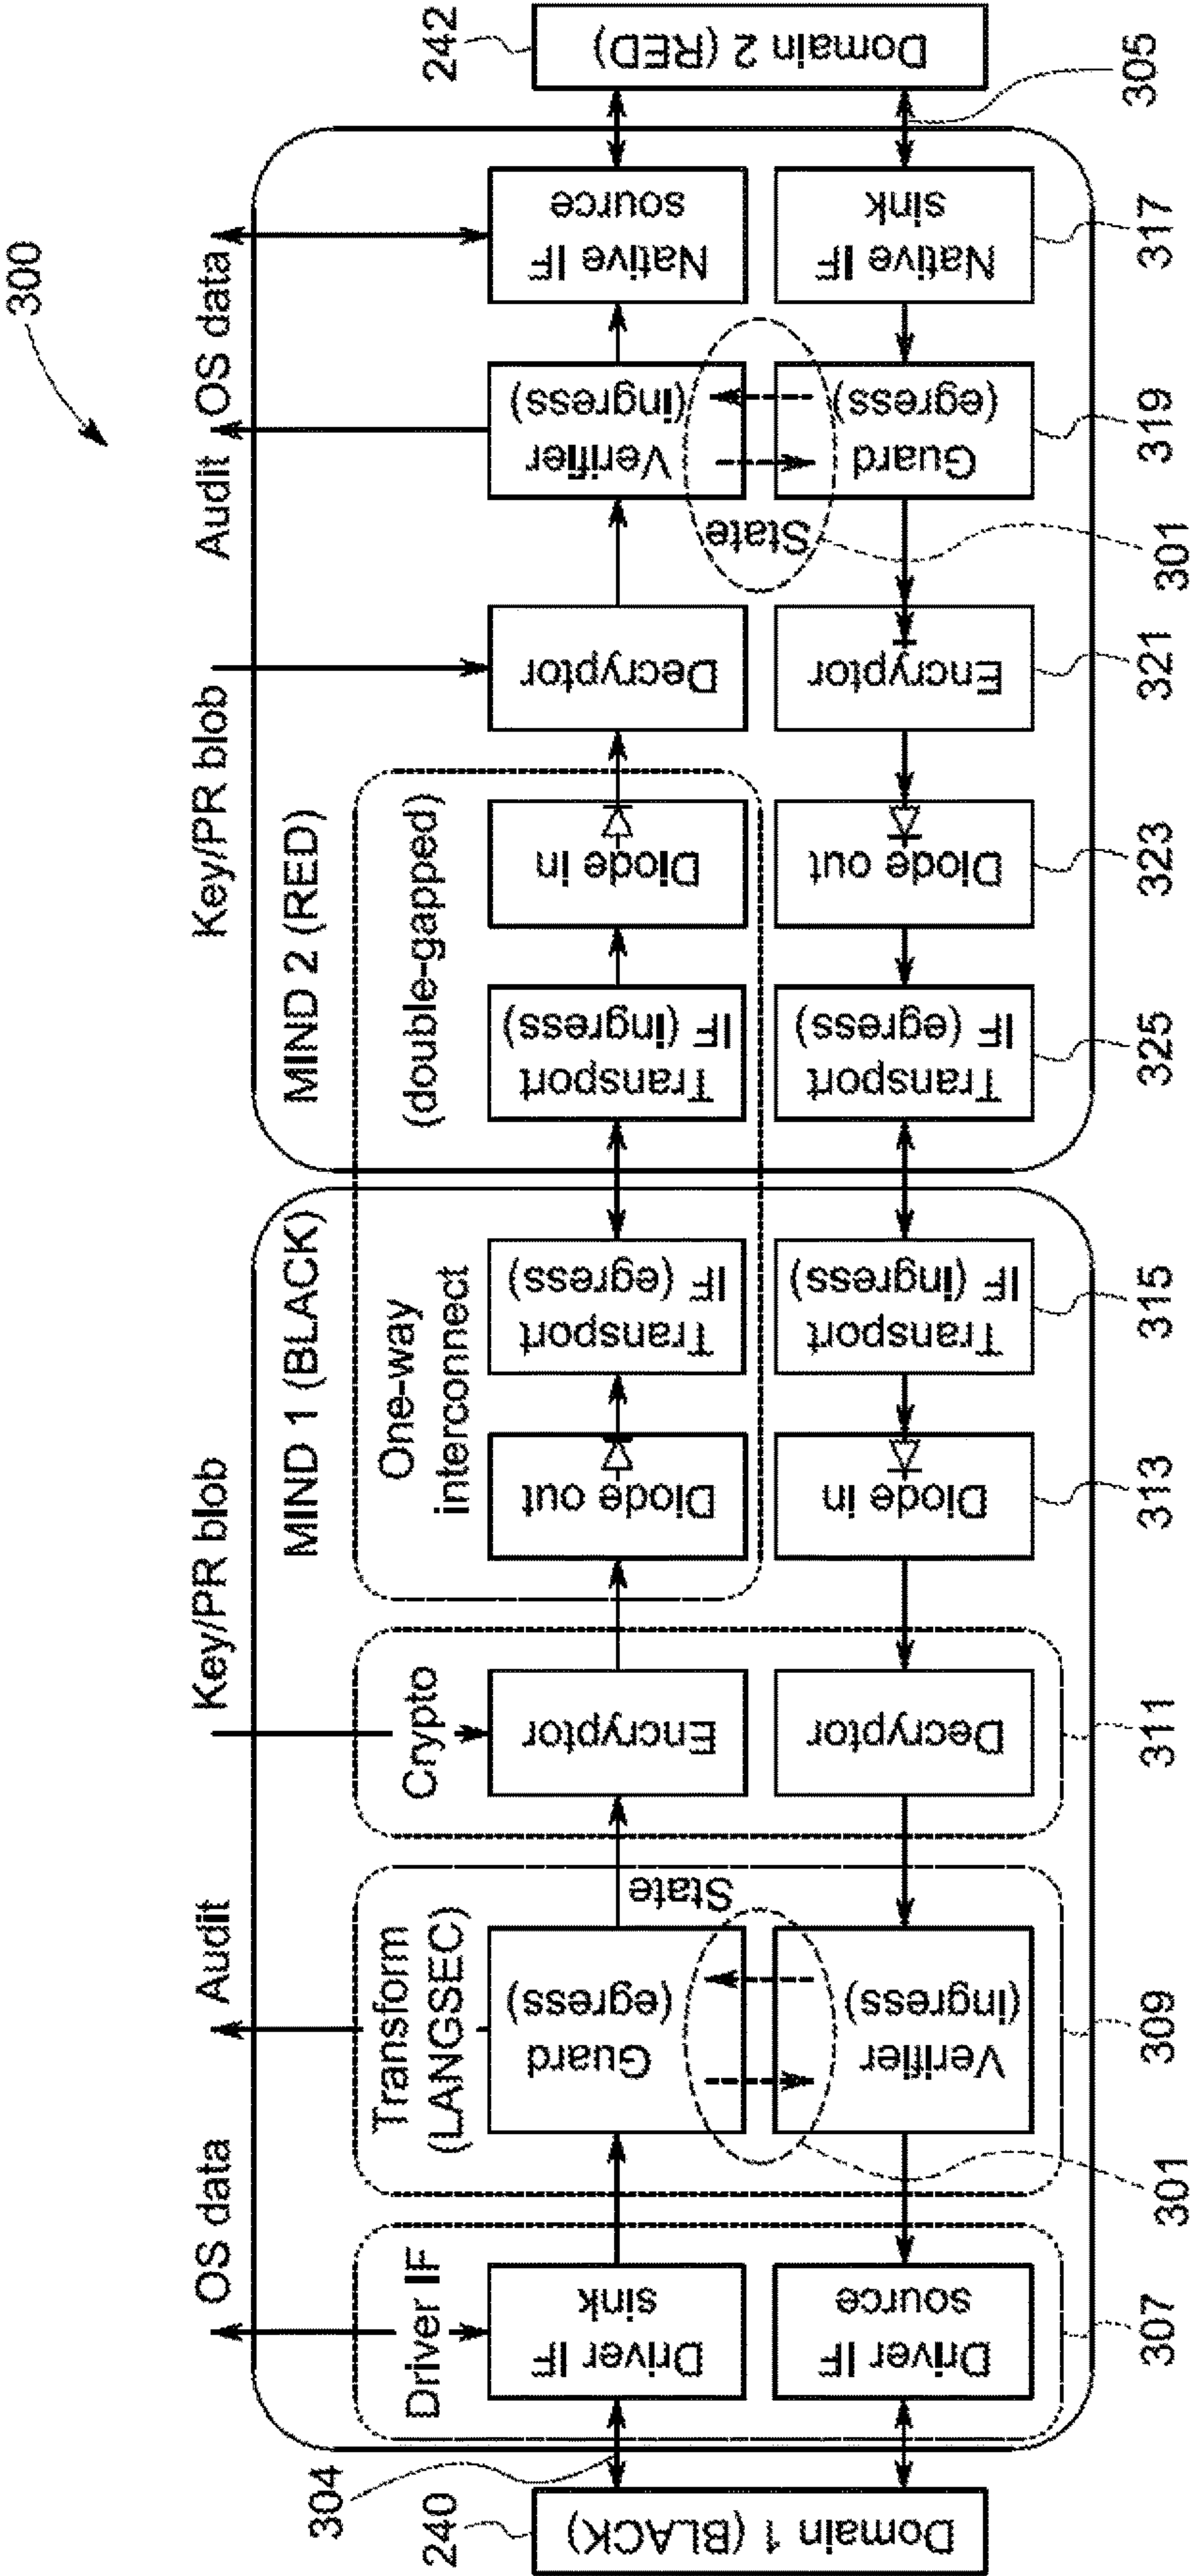 300
OS data
Audit
Key/PR blob
Key/PR blob
Audit
OS data
MIND 1 (BLACK)
MIND 2 (RED)
Driver IF
Transform
(LANGSEC)
Crypto
One-way
interconnect
(double-gapped)
304
240
Domain 1 (BLACK)
Driver IF
sink
Guard
(egress)
State
Encryptor
Diode out
Transport
IF (egress)
Transport
IF (ingress)
Diode in
Decryptor
Verifier
(ingress)
State
Native IF
source
242
Domain 2 (RED)
Driver IF
source
Verifier
(ingress)
Decryptor
Diode in
Transport
IF (ingress)
Transport
IF (egress)
Diode out
Encryptor
Guard
(egress)
Native IF
sink
305
307
301
309
311
313
315
325
323
321
301
319
317